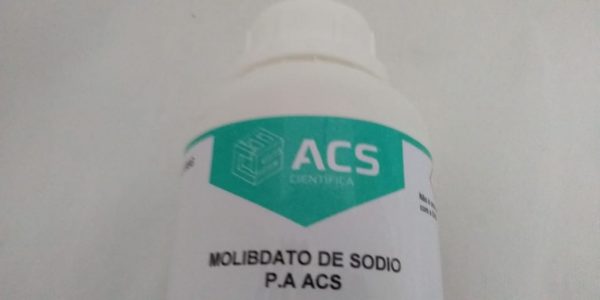 ACS
CIENTÍFICA
MOLIBDATO DE SODIO
P.A ACS